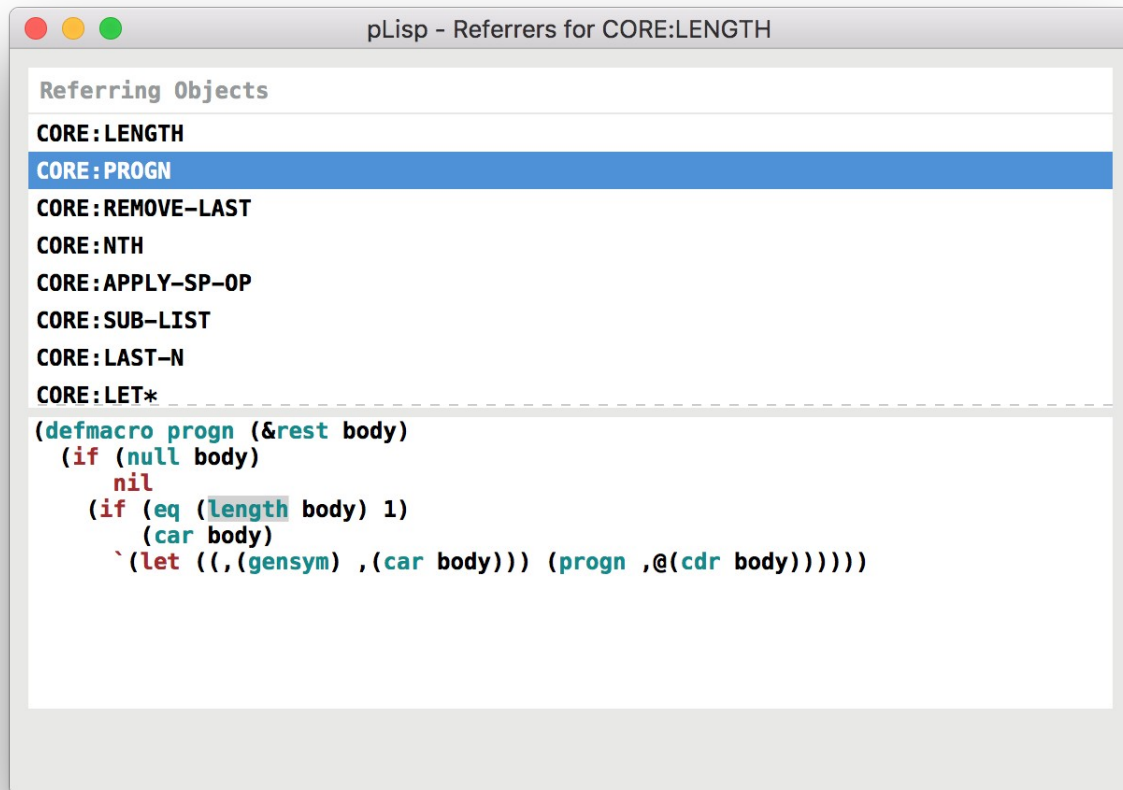 pLisp - Referrers for CORE:LENGTH
Referring Objects
CORE:LENGTH
CORE:PROGN
CORE:REMOVE-LAST
CORE:NTH
CORE:APPLY-SP-OP
CORE:SUB-LIST
CORE:LAST-N
CORE:LET*
(defmacro progn (&rest body)
  (if (null body)
      nil
    (if (eq (length body) 1)
        (car body)
      `(let ((,(gensym) ,(car body))) (progn ,@(cdr body))))))